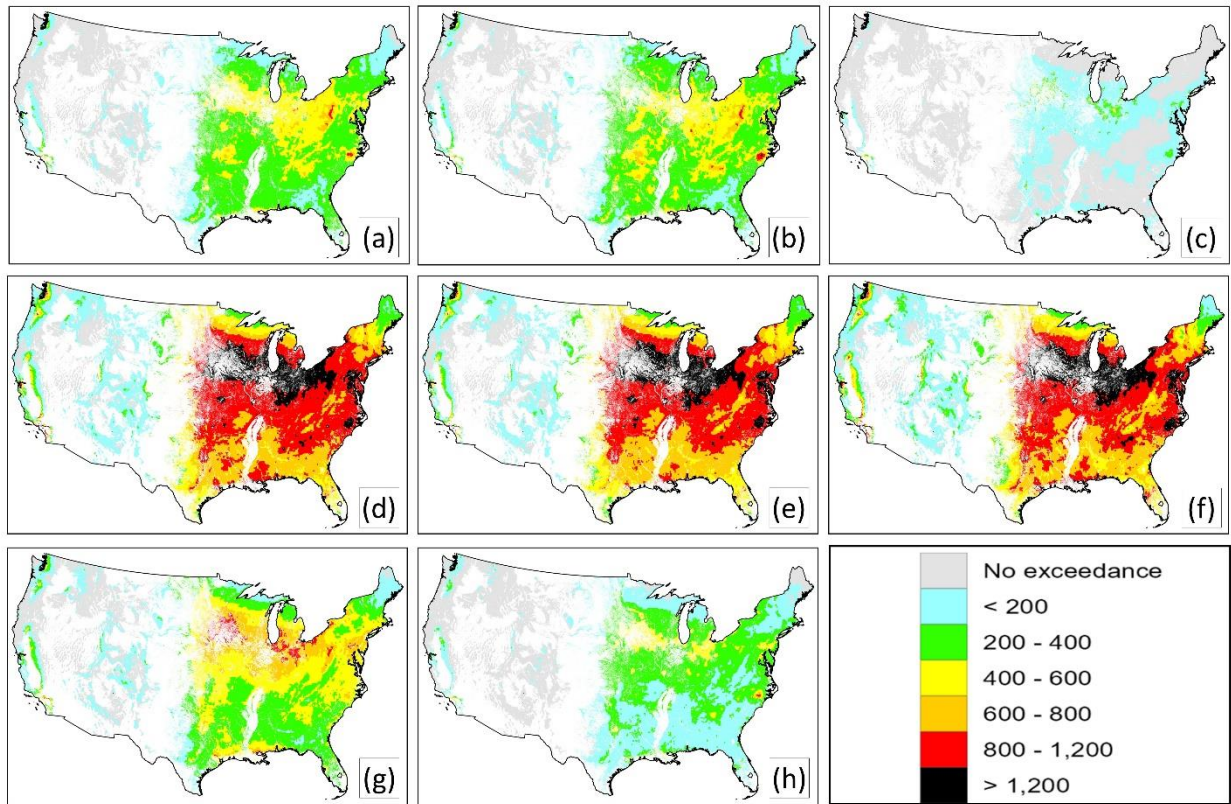 (a)
(b)
(c)
(d)
(e)
(f)
(g)
(h)
No exceedance
< 200
200 - 400
400 - 600
600 - 800
800 - 1,200
> 1,200